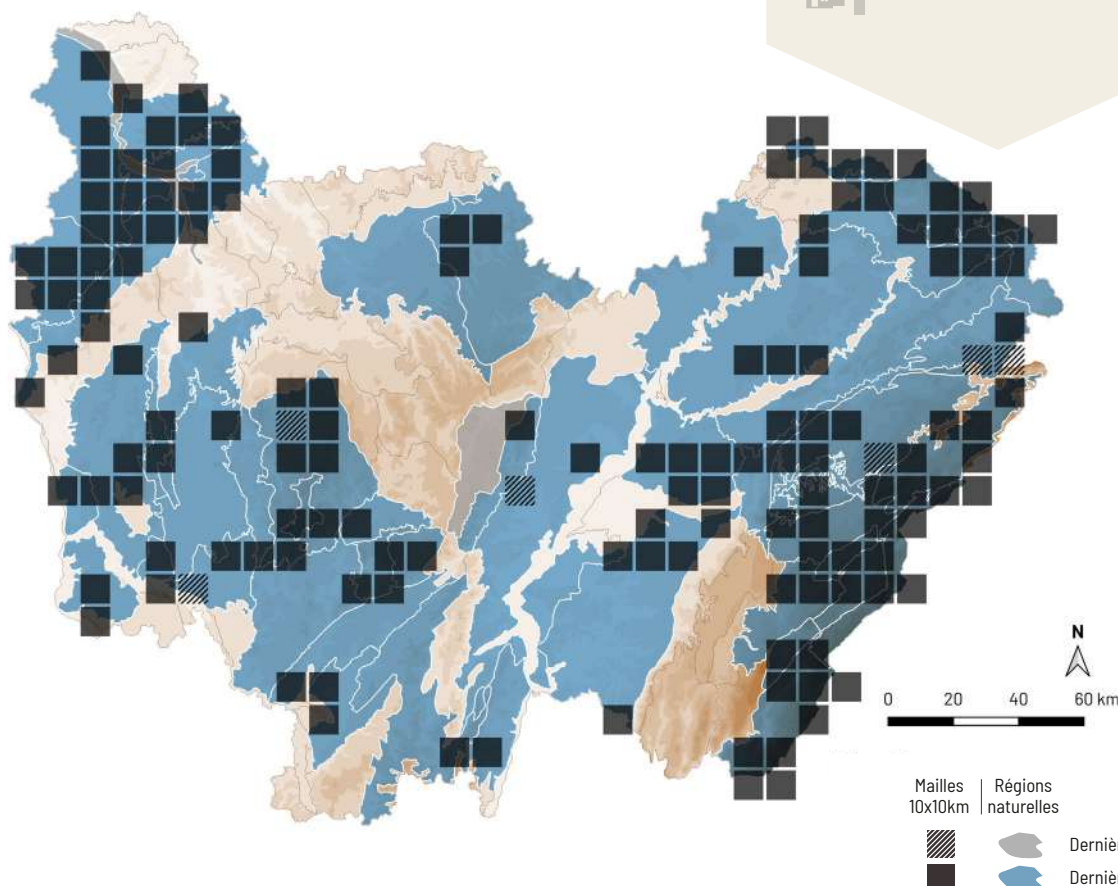 N
0 20 40 60 km
Mailles
10x10km
Régions
naturelles
Derniè
Derniè